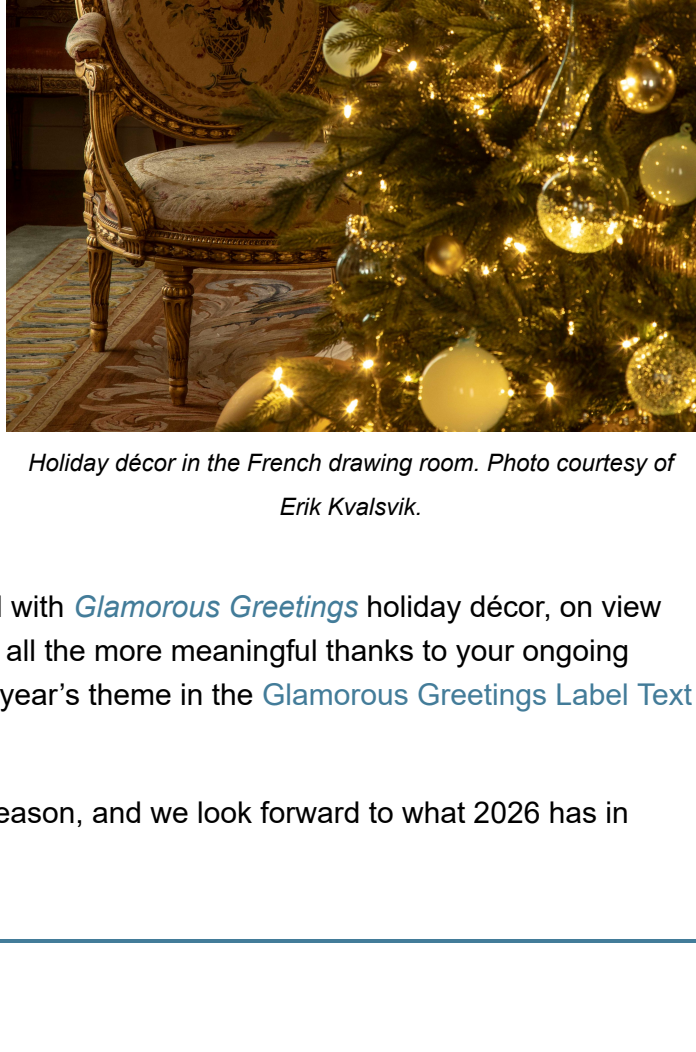 Holiday décor in the French drawing room. Photo courtesy of
Erik Kvalsvik.
with Glamorous Greetings holiday décor, on view
all the more meaningful thanks to your ongoing
year’s theme in the Glamorous Greetings Label Text
and we look forward to what 2026 has in